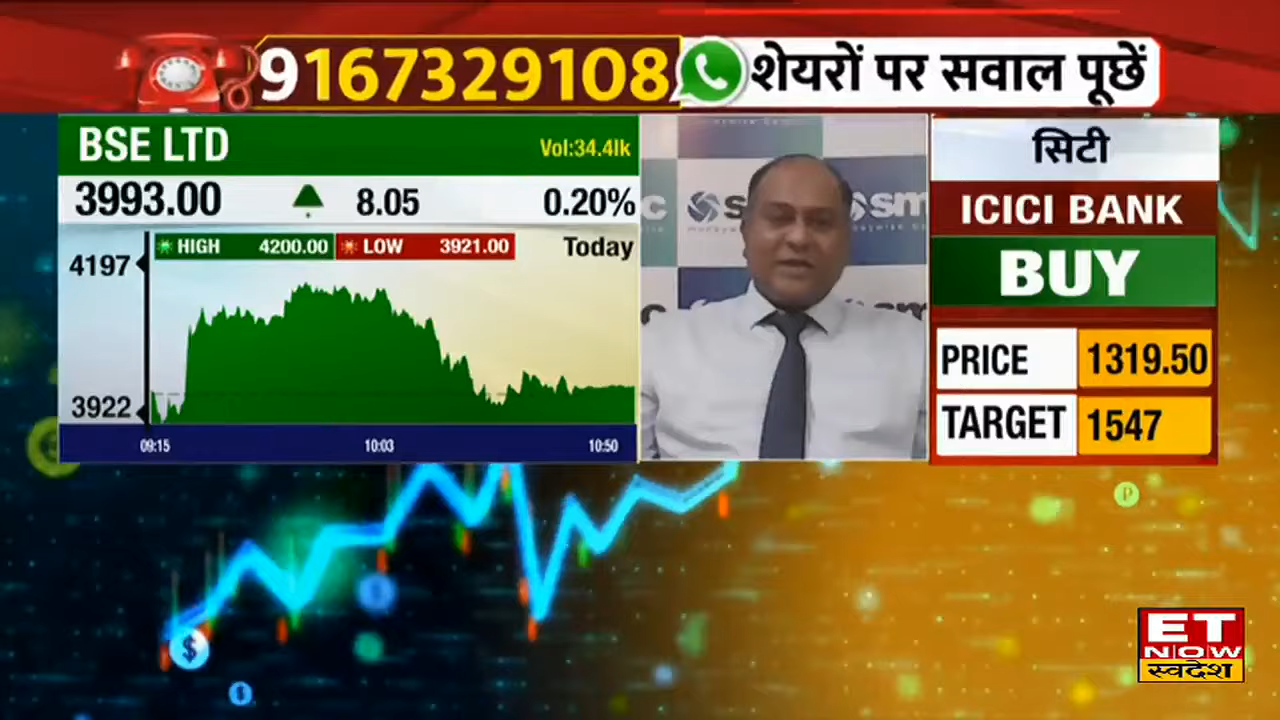 9167329108 शेयरों पर सवाल पूछें
BSE LTD Vol:34.4lk
3993.00 8.05 0.20%
HIGH 4200.00 LOW 3921.00 Today
4197
3922
09:15 10:03 10:50
सिटी
ICICI BANK
BUY
PRICE 1319.50
TARGET 1547
ET
NOW
स्वदेश